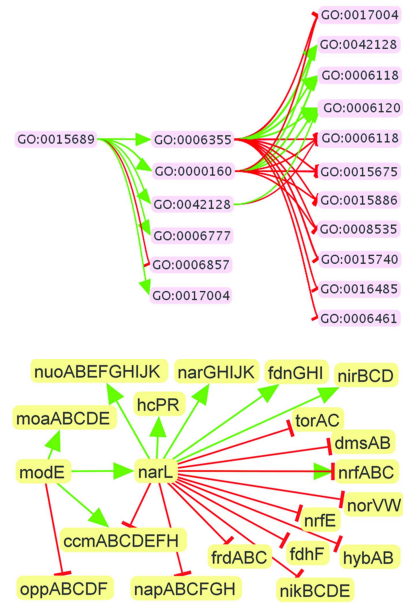 GO:0017004
GO:0042128
GO:0006118
GO:0006120
GO:0015689 GO:0006355 GO:0006118
GO:0000160 GO:0015675
GO:0042128 GO:0015886
GO:0006777 GO:0008535
GO:0006857 GO:0015740
GO:0017004 GO:0016485
GO:0006461
nuoABEFGHIJK narGHIJK fdnGHI nirBCD
moaABCDE hcPR torAC
dmsAB
modE narL nrfABC
norVW
nrfE
ccmABCDEFH frdABC fdhF hybAB
oppABCDF napABCFGH nikBCDE